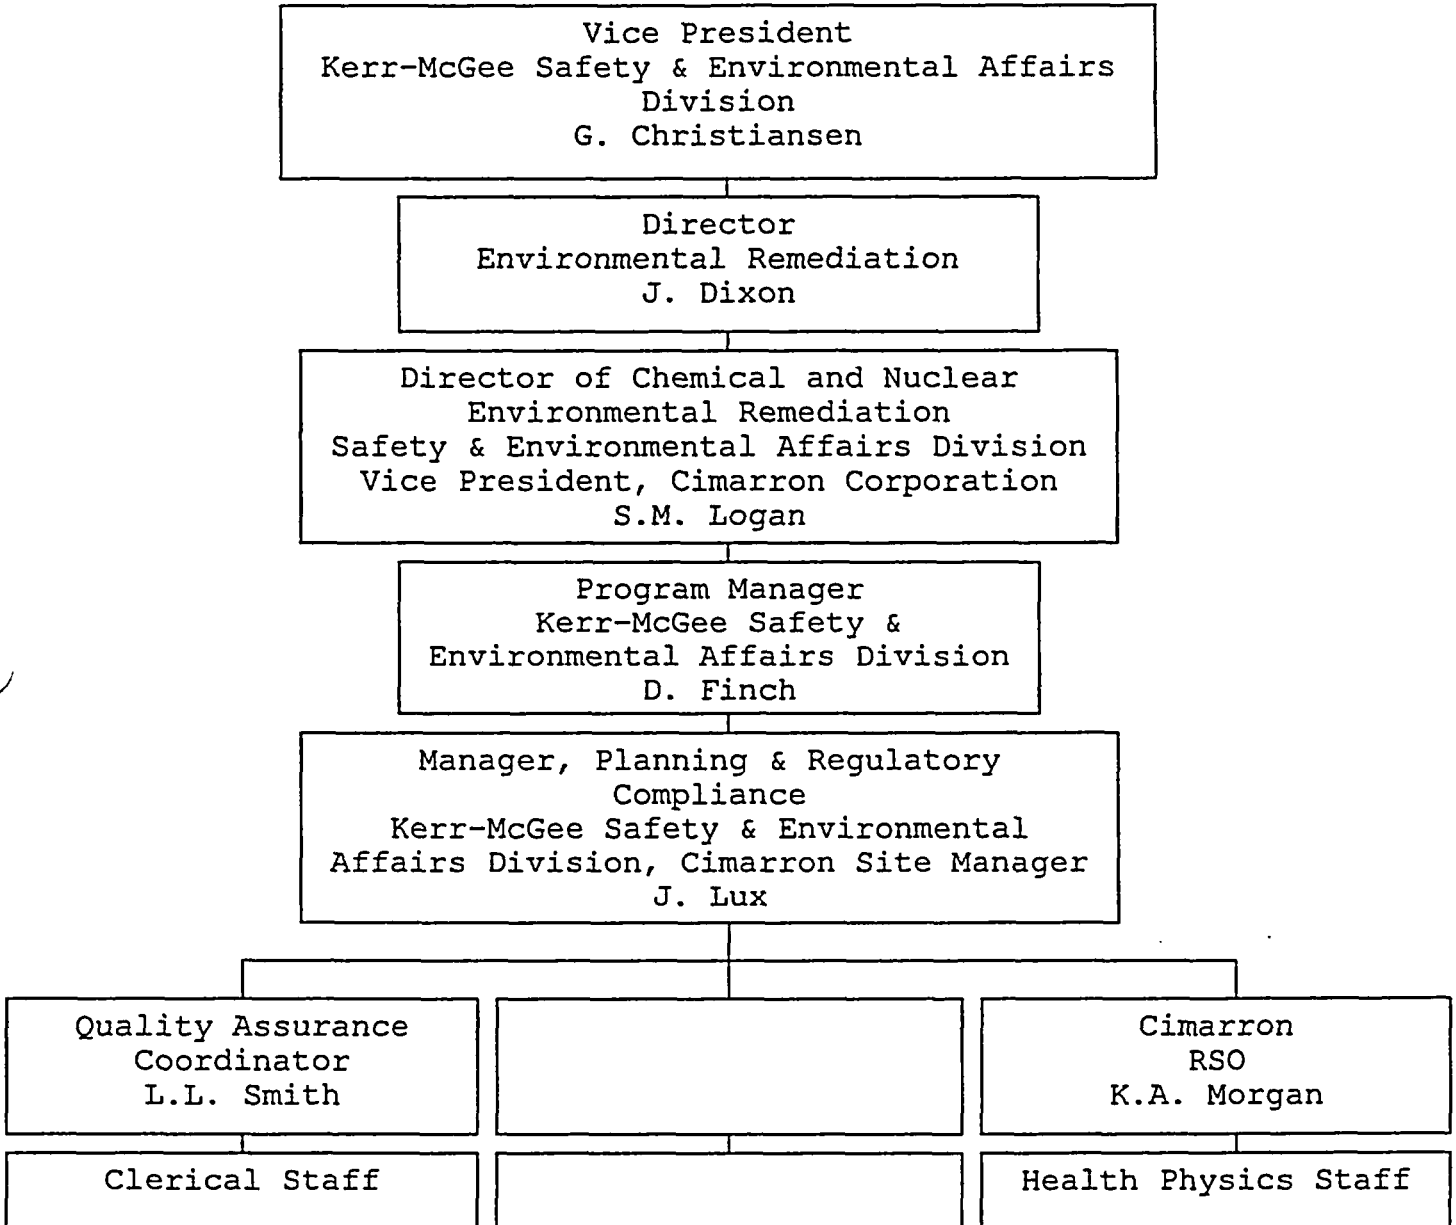 Vice President
Kerr-McGee Safety & Environmental Affairs
Division
G. Christiansen
Director
Environmental Remediation
J. Dixon
Director of Chemical and Nuclear
Environmental Remediation
Safety & Environmental Affairs Division
Vice President, Cimarron Corporation
S.M. Logan
Program Manager
Kerr-McGee Safety &
Environmental Affairs Division
D. Finch
Manager, Planning & Regulatory
Compliance
Kerr-McGee Safety & Environmental
Affairs Division, Cimarron Site Manager
J. Lux
Quality Assurance
Coordinator
L.L. Smith
Cimarron
RSO
K.A. Morgan
Clerical Staff
Health Physics Staff